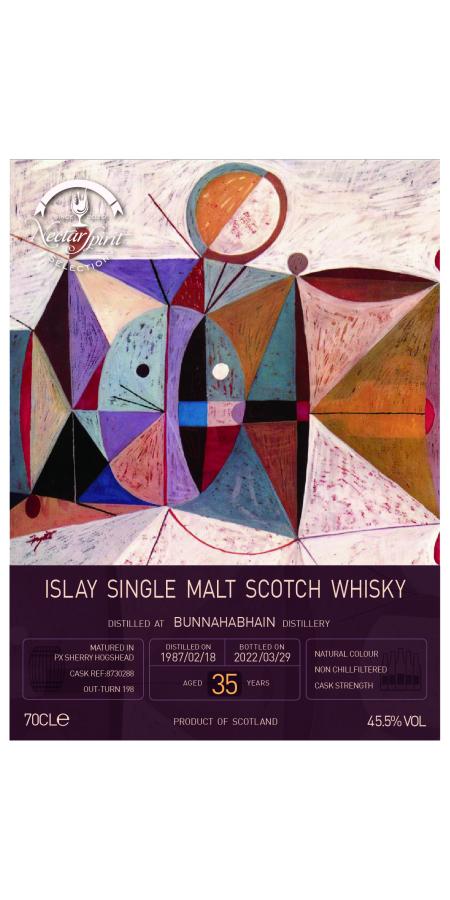 SINCE
Nectar Spirit
SELECTION
ISLAY SINGLE MALT SCOTCH WHISKY
DISTILLED AT BUNNAHABHAIN DISTILLERY
MATURED IN
PX SHERRY HOGSHEAD
CASK REF:8730288
OUT-TURN 198
DISTILLED ON
1987/02/18
BOTTLED ON
2022/03/29
AGED 35 YEARS
NATURAL COLOUR
NON CHILLFILTERED
CASK STRENGTH
70CLe
PRODUCT OF SCOTLAND
45.5% VOL